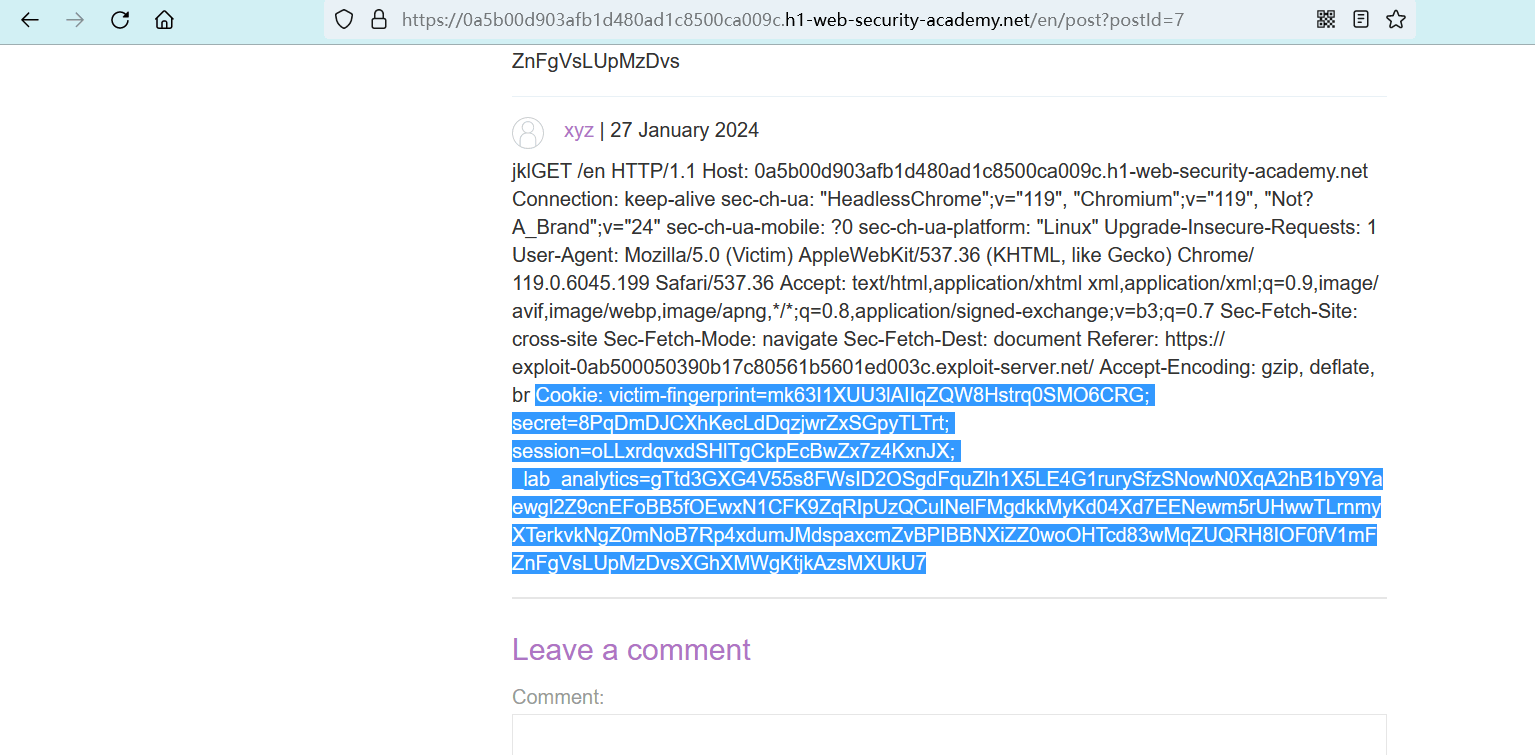 https://0a5b00d903afb1d480ad1c8500ca009c.h1-web-security-academy.net/en/post?postId=7
ZnFgVsLUpMzDvs
xyz | 27 January 2024
jklGET /en HTTP/1.1 Host: 0a5b00d903afb1d480ad1c8500ca009c.h1-web-security-academy.net
Connection: keep-alive sec-ch-ua: "HeadlessChrome";v="119", "Chromium";v="119", "Not?
A_Brand";v="24" sec-ch-ua-mobile: ?0 sec-ch-ua-platform: "Linux" Upgrade-Insecure-Requests: 1
User-Agent: Mozilla/5.0 (Victim) AppleWebKit/537.36 (KHTML, like Gecko) Chrome/
119.0.6045.199 Safari/537.36 Accept: text/html,application/xhtml xml,application/xml;q=0.9,image/
avif,image/webp,image/apng,*/*;q=0.8,application/signed-exchange;v=b3;q=0.7 Sec-Fetch-Site:
cross-site Sec-Fetch-Mode: navigate Sec-Fetch-Dest: document Referer: https://
exploit-0ab500050390b17c80561b5601ed003c.exploit-server.net/ Accept-Encoding: gzip, deflate,
br Cookie: victim-fingerprint=mk63I1XUU3lAIIqZQW8Hstrq0SMO6CRG;
secret=8PqDmDJCXhKecLdDqzjwrZxSGpyTLTrt;
session=oLLxrdqvxdSHlTgCkpEcBwZx7z4KxnJX;
_lab_analytics=gTtd3GXG4V55s8FWsID2OSgdFquZlh1X5LE4G1rurySfzSNowN0XqA2hB1bY9Ya
ewgl2Z9cnEFoBB5fOEwxN1CFK9ZqRIpUzQCuINelFMgdkkMyKd04Xd7EENewm5rUHwwTLrnmy
XTerkvkNgZ0mNoB7Rp4xdumJMdspaxcmZvBPIBBNXiZZ0woOHTcd83wMqZUQRH8IOF0fV1mF
ZnFgVsLUpMzDvsXGhXMWgKtjkAzsMXUkU7
Leave a comment
Comment: